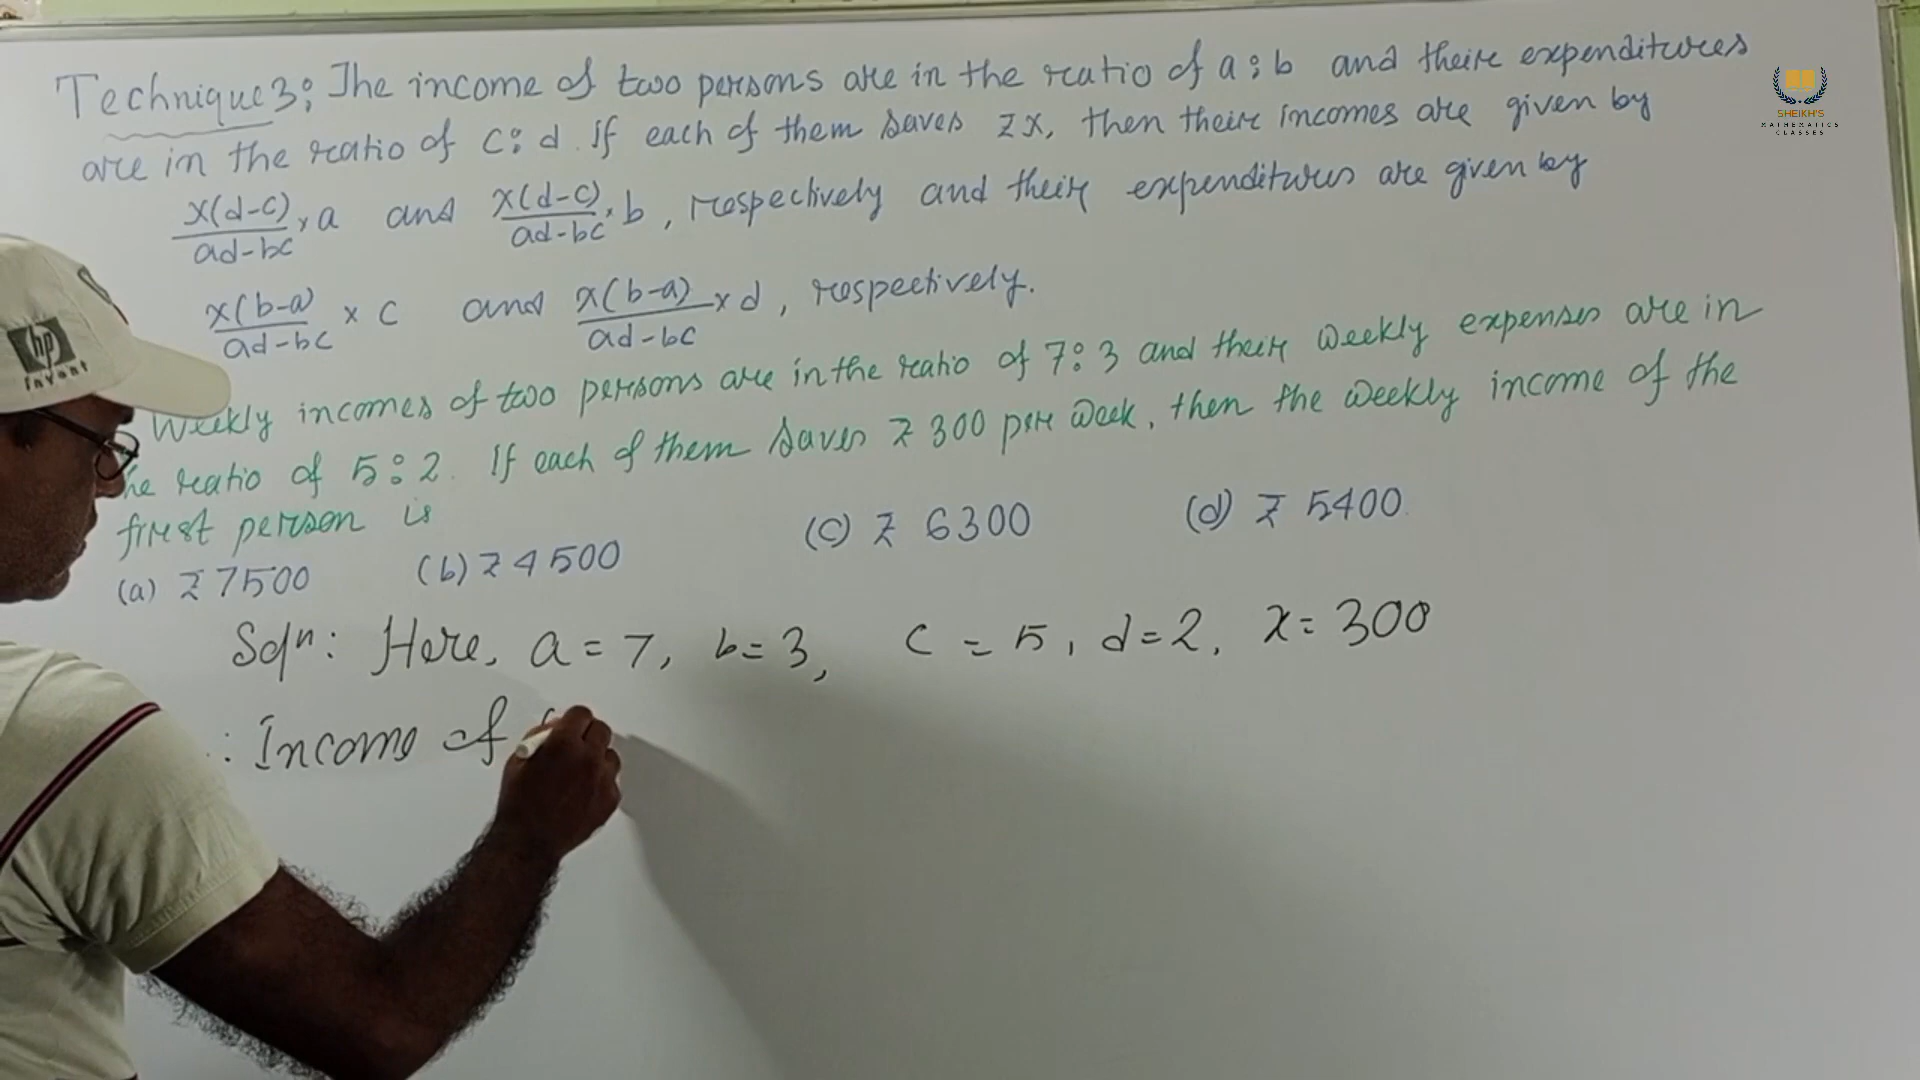 Technique 3: The income of two persons are in the ratio of a : b and their expenditures
are in the ratio of c : d. If each of them saves ₹x, then their incomes are given by
x(d-c)/ad-bc × a and x(d-c)/ad-bc × b, respectively and their expenditures are given by
x(b-a)/ad-bc × c and x(b-a)/ad-bc × d, respectively.
Weekly incomes of two persons are in the ratio of 7 : 3 and their weekly expenses are in
ratio of 5 : 2. If each of them saves ₹ 300 per week, then the weekly income of the
first person is
(a) ₹ 7500 (b) ₹ 4500 (c) ₹ 6300 (d) ₹ 5400
Solⁿ: Here, a = 7, b = 3, c = 5, d = 2, x = 300
∴ Income of
hp
invent
SHEIKH'S
MATHEMATICS
CLASSES